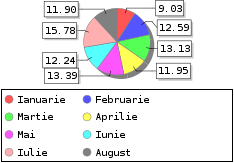 11.90 9.03
15.78 12.59
12.24 13.13
13.39 11.95
Ianuarie Februarie
Martie Aprilie
Mai Iunie
Iulie August